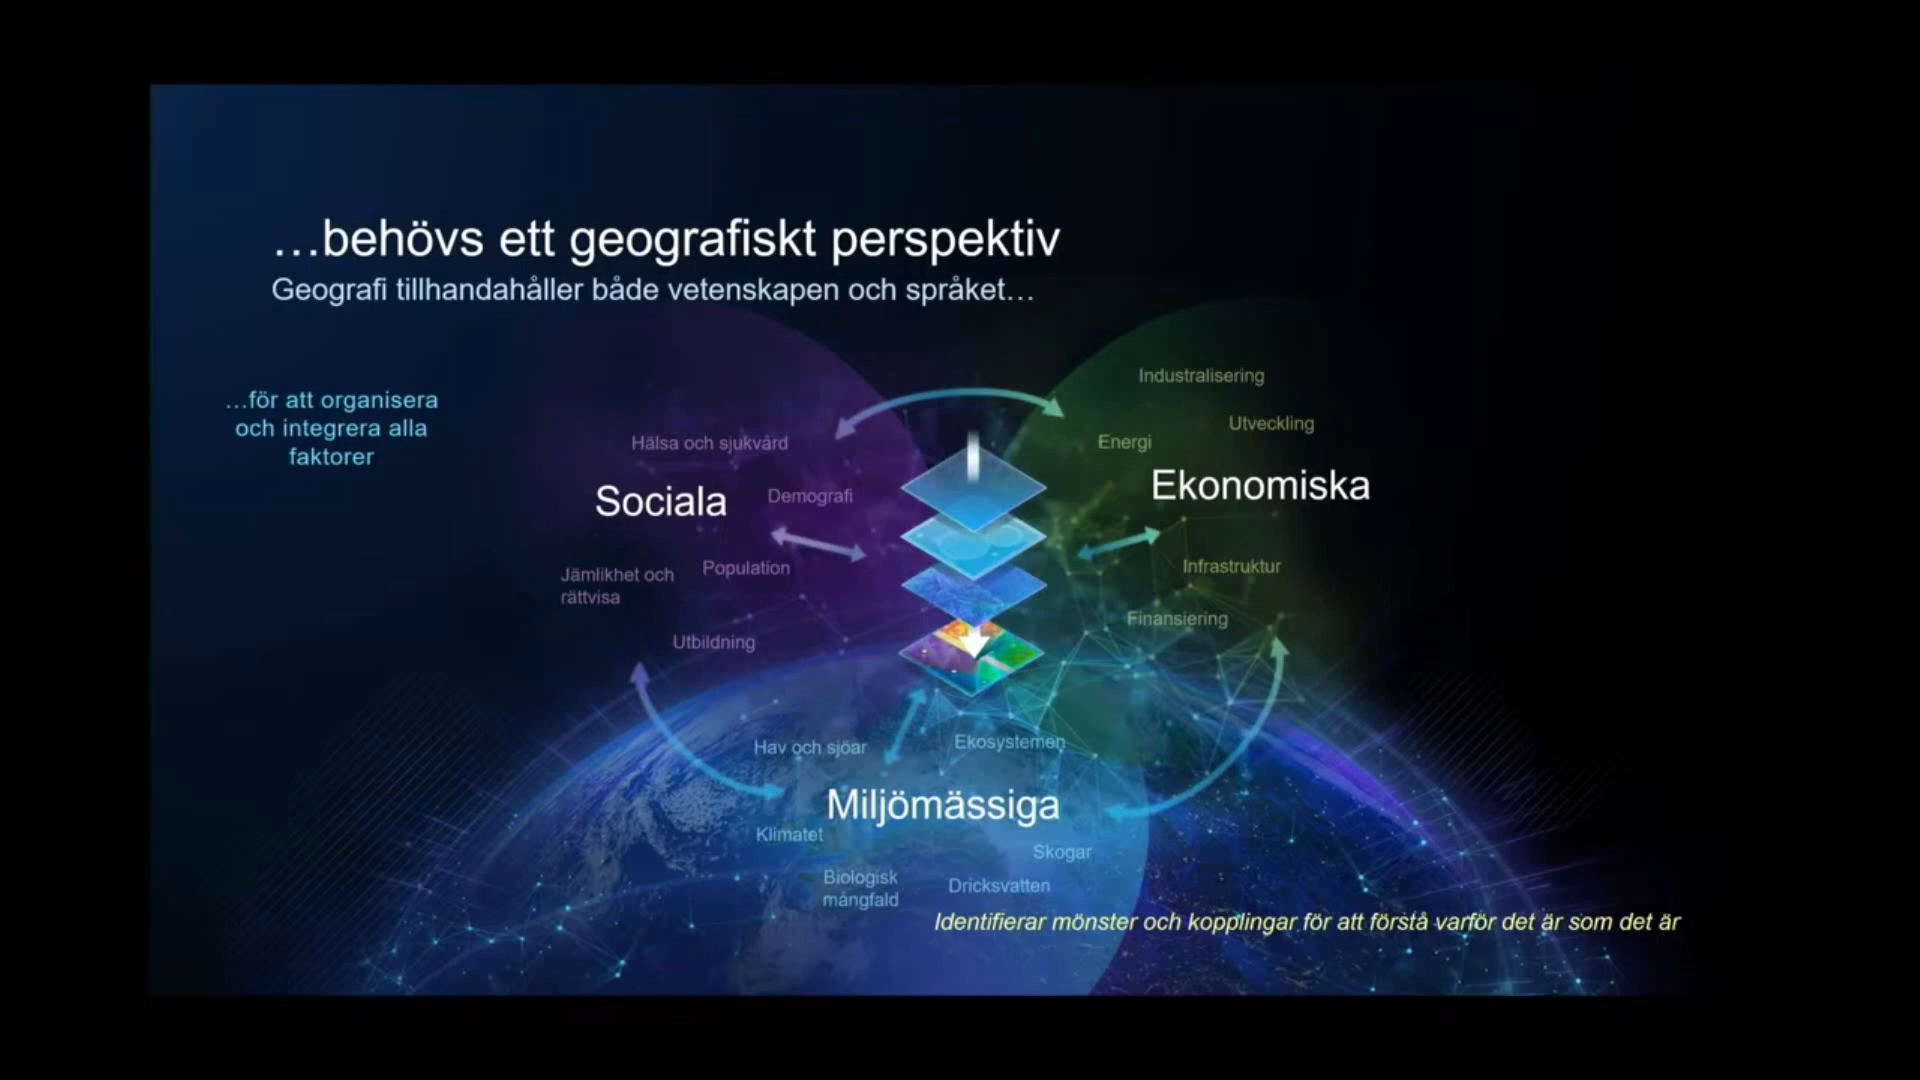 …behövs ett geografiskt perspektiv
Geografi tillhandahåller både vetenskapen och språket…
…för att organisera
och integrera alla
faktorer
Hälsa och sjukvård
Sociala
Demografi
Jämlikhet och
rättvisa
Population
Utbildning
Industralisering
Utveckling
Energi
Ekonomiska
Infrastruktur
Finansiering
Hav och sjöar
Ekosystemen
Miljömässiga
Klimatet
Skogar
Biologisk
mångfald
Dricksvatten
Identifierar mönster och kopplingar för att förstå varför det är som det är